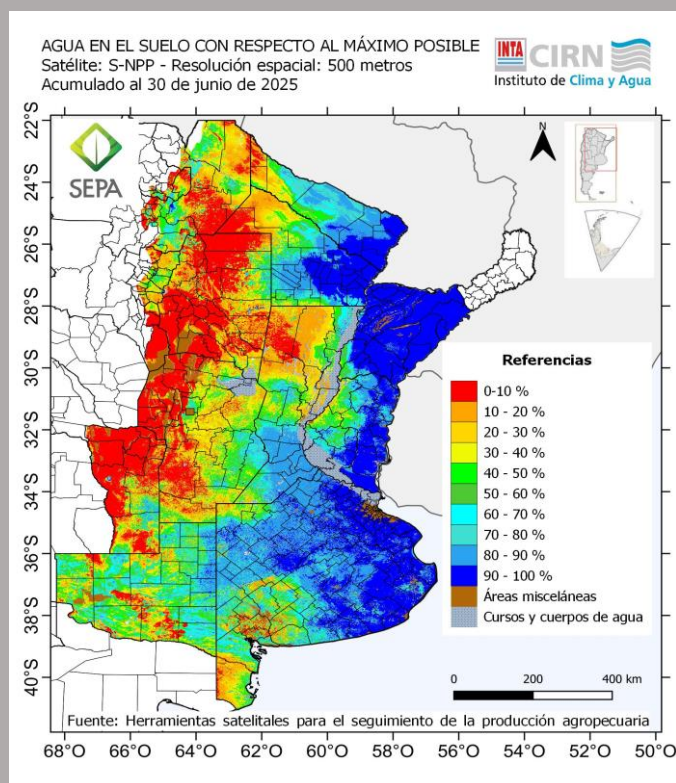 AGUA EN EL SUELO CON RESPECTO AL MÁXIMO POSIBLE
Satélite: S-NPP - Resolución espacial: 500 metros
Acumulado al 30 de junio de 2025
INTA CIRN
Instituto de Clima y Agua
SEPA
N
22°S
24°S
26°S
28°S
30°S
32°S
34°S
36°S
38°S
40°S
Referencias
0-10 %
10 - 20 %
20 - 30 %
30 - 40 %
40 - 50 %
50 - 60 %
60 - 70 %
70 - 80 %
80 - 90 %
90 - 100 %
Áreas misceláneas
Cursos y cuerpos de agua
0 200 400 km
Fuente: Herramientas satelitales para el seguimiento de la producción agropecuaria
68°O 66°O 64°O 62°O 60°O 58°O 56°O 54°O 52°O 50°O